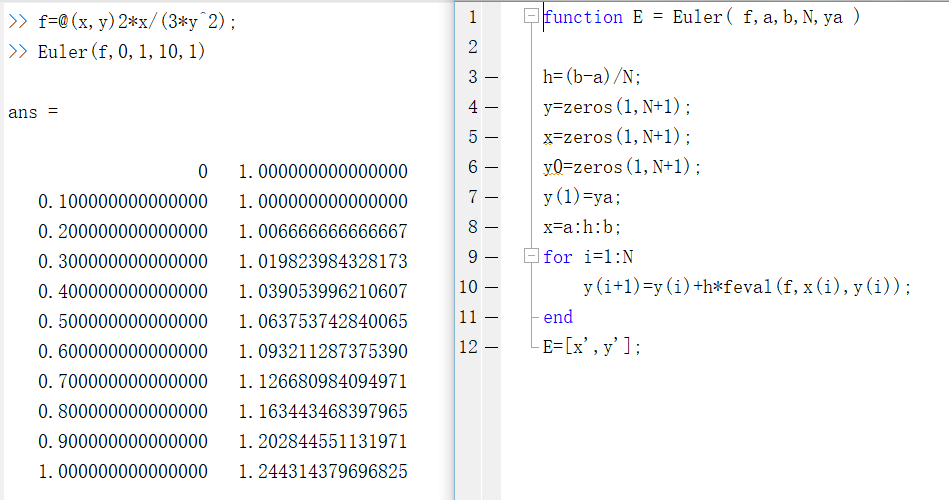 >> f=@(x,y)2*x/(3*y^2);
>> Euler(f,0,1,10,1)
ans =
0 1.000000000000000
0.100000000000000 1.000000000000000
0.200000000000000 1.006666666666667
0.300000000000000 1.019823984328173
0.400000000000000 1.039053996210607
0.500000000000000 1.063753742840065
0.600000000000000 1.093211287375390
0.700000000000000 1.126680984094971
0.800000000000000 1.163443468397965
0.900000000000000 1.202844551131971
1.000000000000000 1.244314379696825
1 function E = Euler( f,a,b,N,ya )
2
3 — h=(b-a)/N;
4 — y=zeros(1,N+1);
5 — x=zeros(1,N+1);
6 — y0=zeros(1,N+1);
7 — y(1)=ya;
8 — x=a:h:b;
9 — for i=1:N
10 — y(i+1)=y(i)+h*feval(f,x(i),y(i));
11 — end
12 — E=[x',y'];